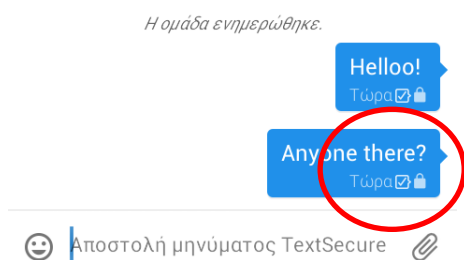 Η ομάδα ενημερώθηκε.
Helloo!
Τώρα
Anyone there?
Τώρα
Αποστολή μηνύματος TextSecure